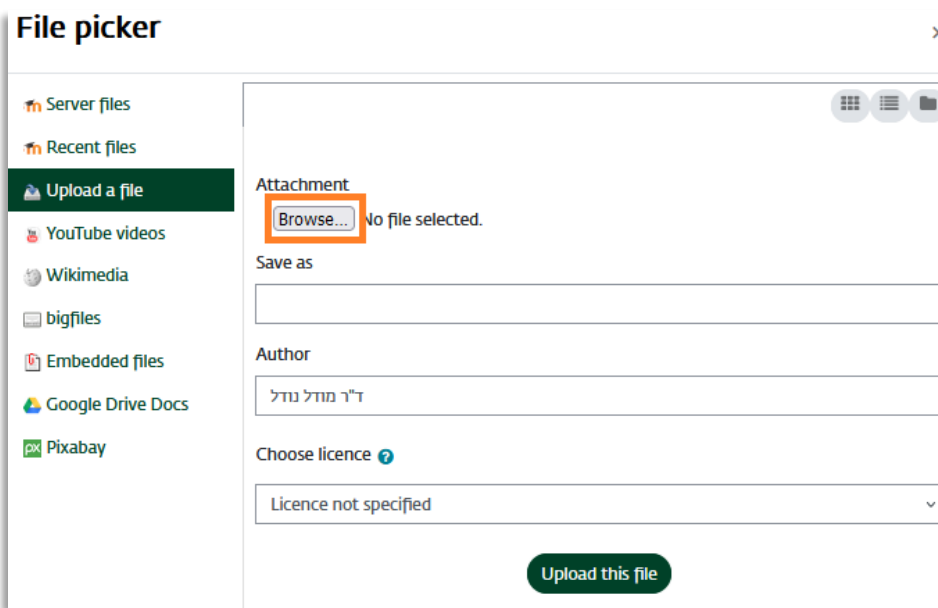 File picker
Server files
Recent files
Upload a file
YouTube videos
Wikimedia
bigfiles
Embedded files
Google Drive Docs
Pixabay
Attachment
Browse... No file selected.
Save as
Author
ד"ר מודל נודל
Choose licence
Licence not specified
Upload this file